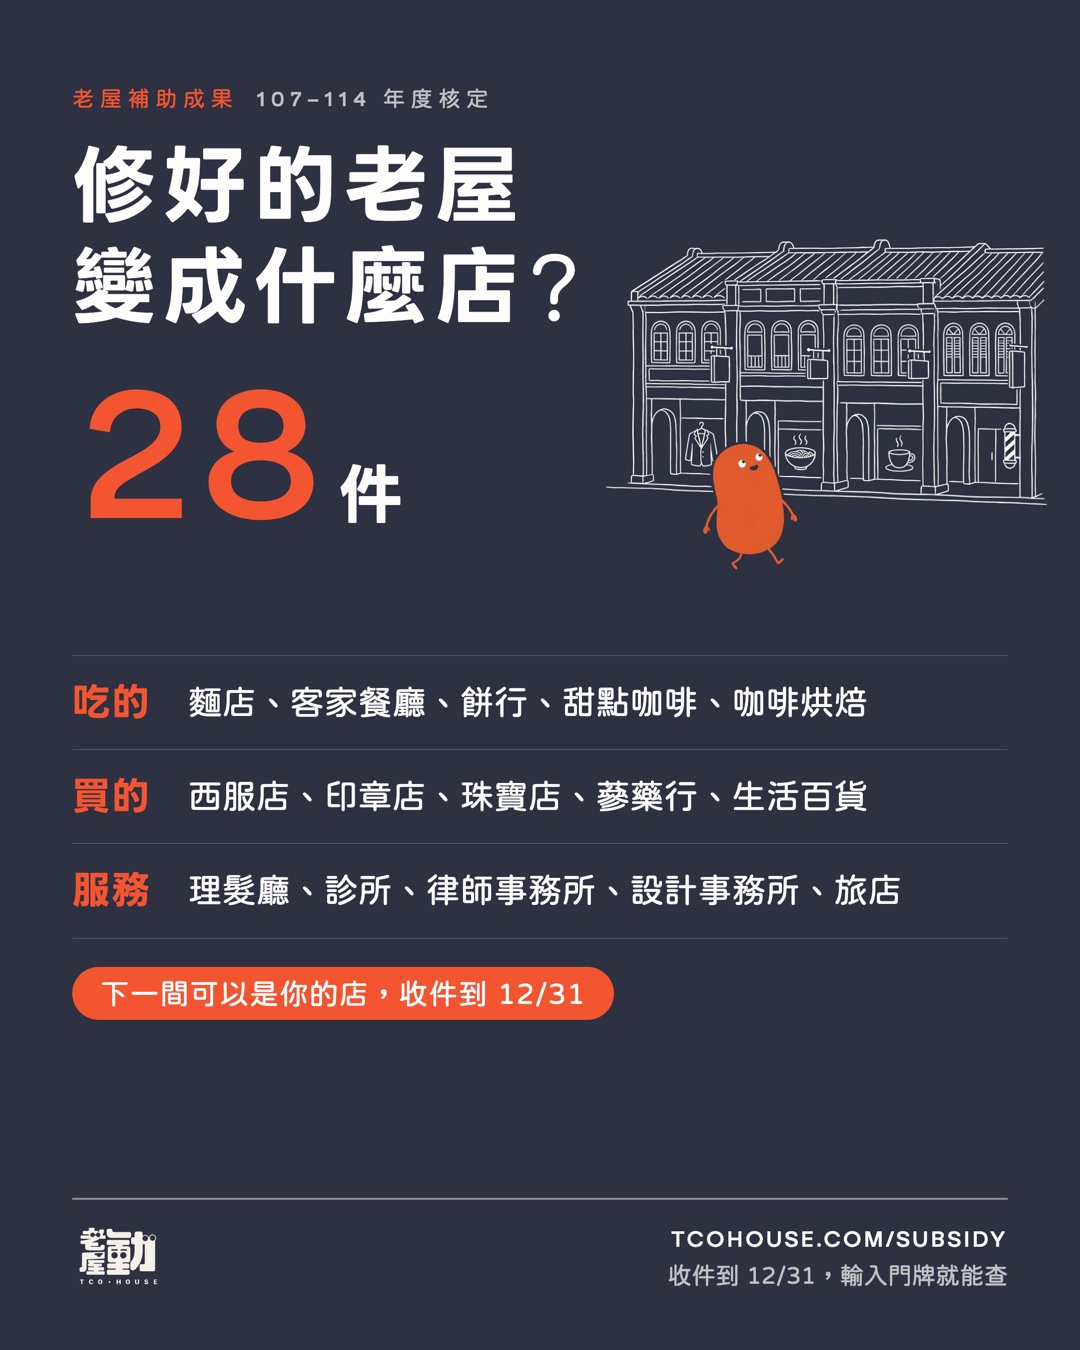 老屋補助成果 107–114 年度核定
修好的老屋
變成什麼店?
28 件
吃的 麵店、客家餐廳、餅行、甜點咖啡、咖啡烘焙
買的 西服店、印章店、珠寶店、蔘藥行、生活百貨
服務 理髮廳、診所、律師事務所、設計事務所、旅店
下一間可以是你的店，收件到 12/31
老屋動
TCO·HOUSE
TCOHOUSE.COM/SUBSIDY
收件到 12/31，輸入門牌就能查